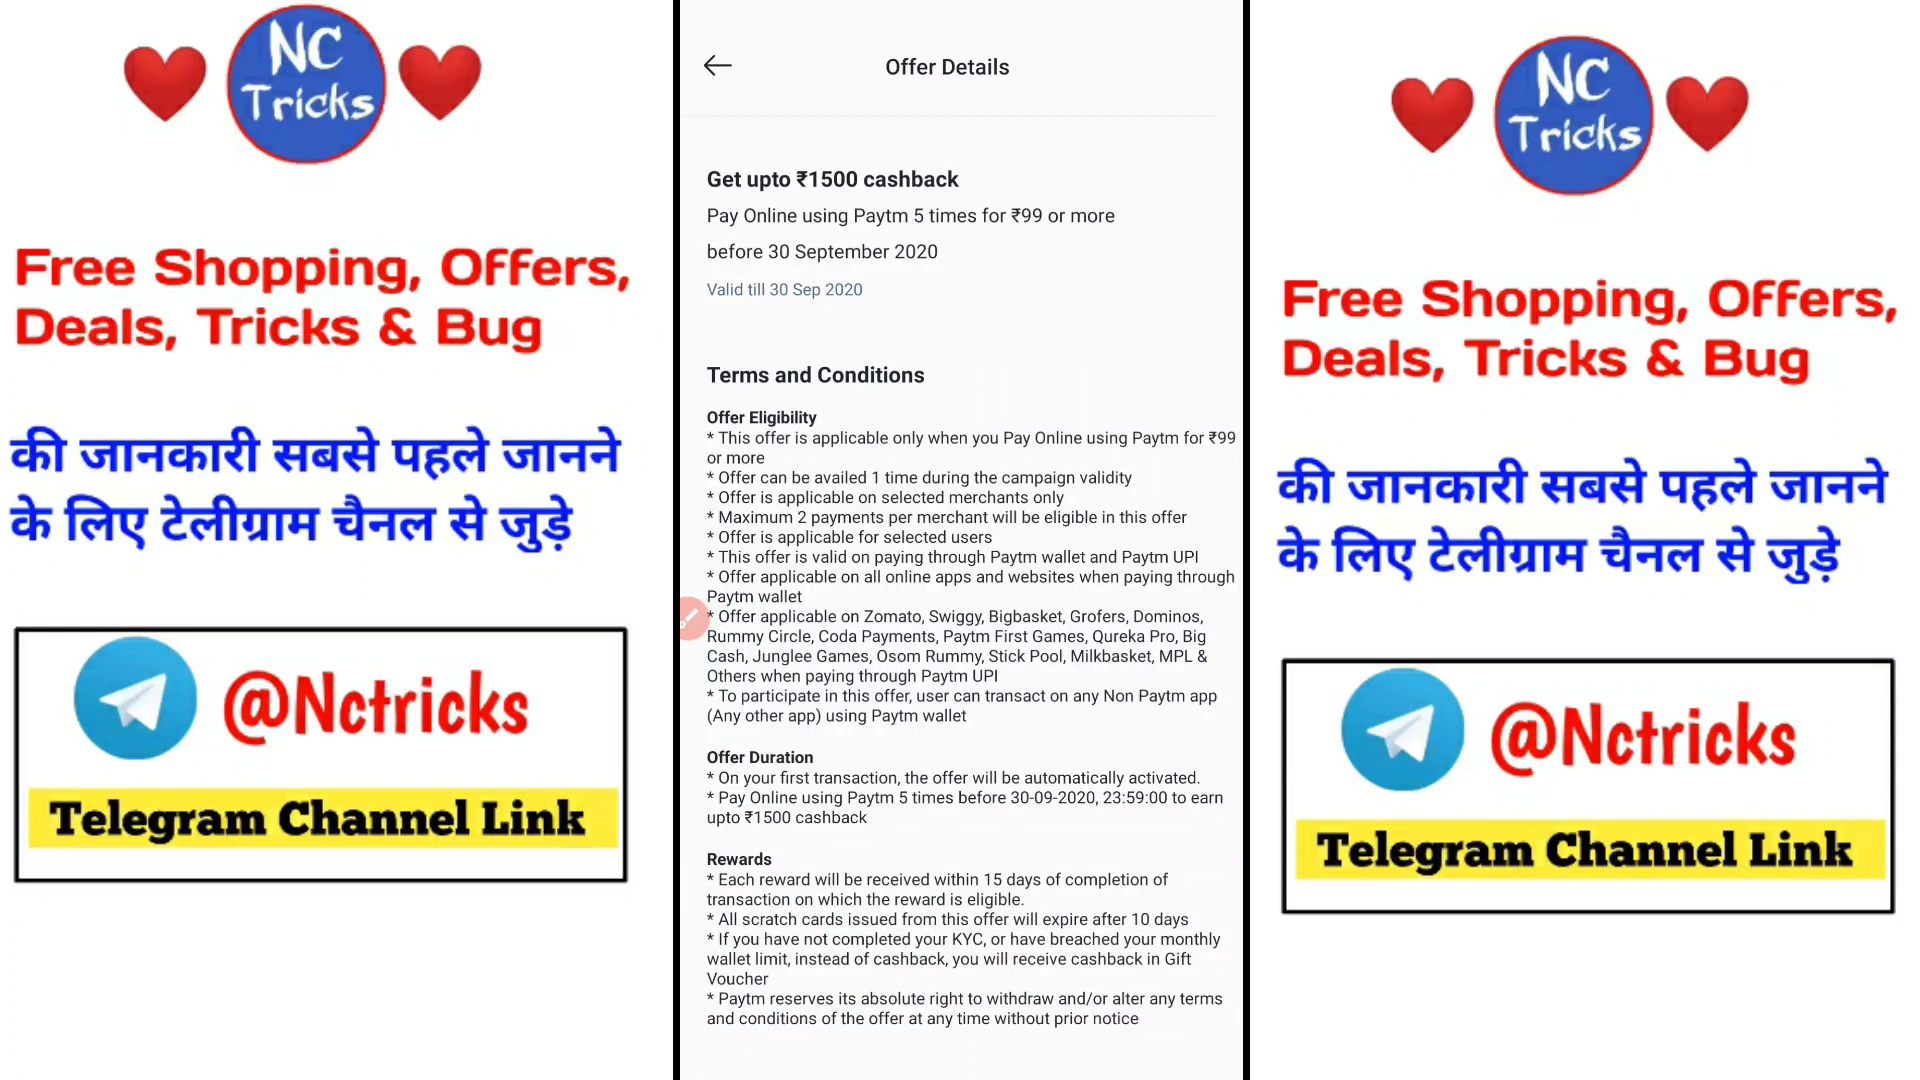 NC
Tricks
Free Shopping, Offers,
Deals, Tricks & Bug
की जानकारी सबसे पहले जानने
के लिए टेलीग्राम चैनल से जुड़े
@Nctricks
Telegram Channel Link
Offer Details
Get upto ₹1500 cashback
Pay Online using Paytm 5 times for ₹99 or more
before 30 September 2020
Valid till 30 Sep 2020
Terms and Conditions
Offer Eligibility
* This offer is applicable only when you Pay Online using Paytm for ₹99
or more
* Offer can be availed 1 time during the campaign validity
* Offer is applicable on selected merchants only
* Maximum 2 payments per merchant will be eligible in this offer
* Offer is applicable for selected users
* This offer is valid on paying through Paytm wallet and Paytm UPI
* Offer applicable on all online apps and websites when paying through
Paytm wallet
* Offer applicable on Zomato, Swiggy, Bigbasket, Grofers, Dominos,
Rummy Circle, Coda Payments, Paytm First Games, Qureka Pro, Big
Cash, Junglee Games, Osom Rummy, Stick Pool, Milkbasket, MPL &
Others when paying through Paytm UPI
* To participate in this offer, user can transact on any Non Paytm app
(Any other app) using Paytm wallet
Offer Duration
* On your first transaction, the offer will be automatically activated.
* Pay Online using Paytm 5 times before 30-09-2020, 23:59:00 to earn
upto ₹1500 cashback
Rewards
* Each reward will be received within 15 days of completion of
transaction on which the reward is eligible.
* All scratch cards issued from this offer will expire after 10 days
* If you have not completed your KYC, or have breached your monthly
wallet limit, instead of cashback, you will receive cashback in Gift
Voucher
* Paytm reserves its absolute right to withdraw and/or alter any terms
and conditions of the offer at any time without prior notice
NC
Tricks
Free Shopping, Offers,
Deals, Tricks & Bug
की जानकारी सबसे पहले जानने
के लिए टेलीग्राम चैनल से जुड़े
@Nctricks
Telegram Channel Link